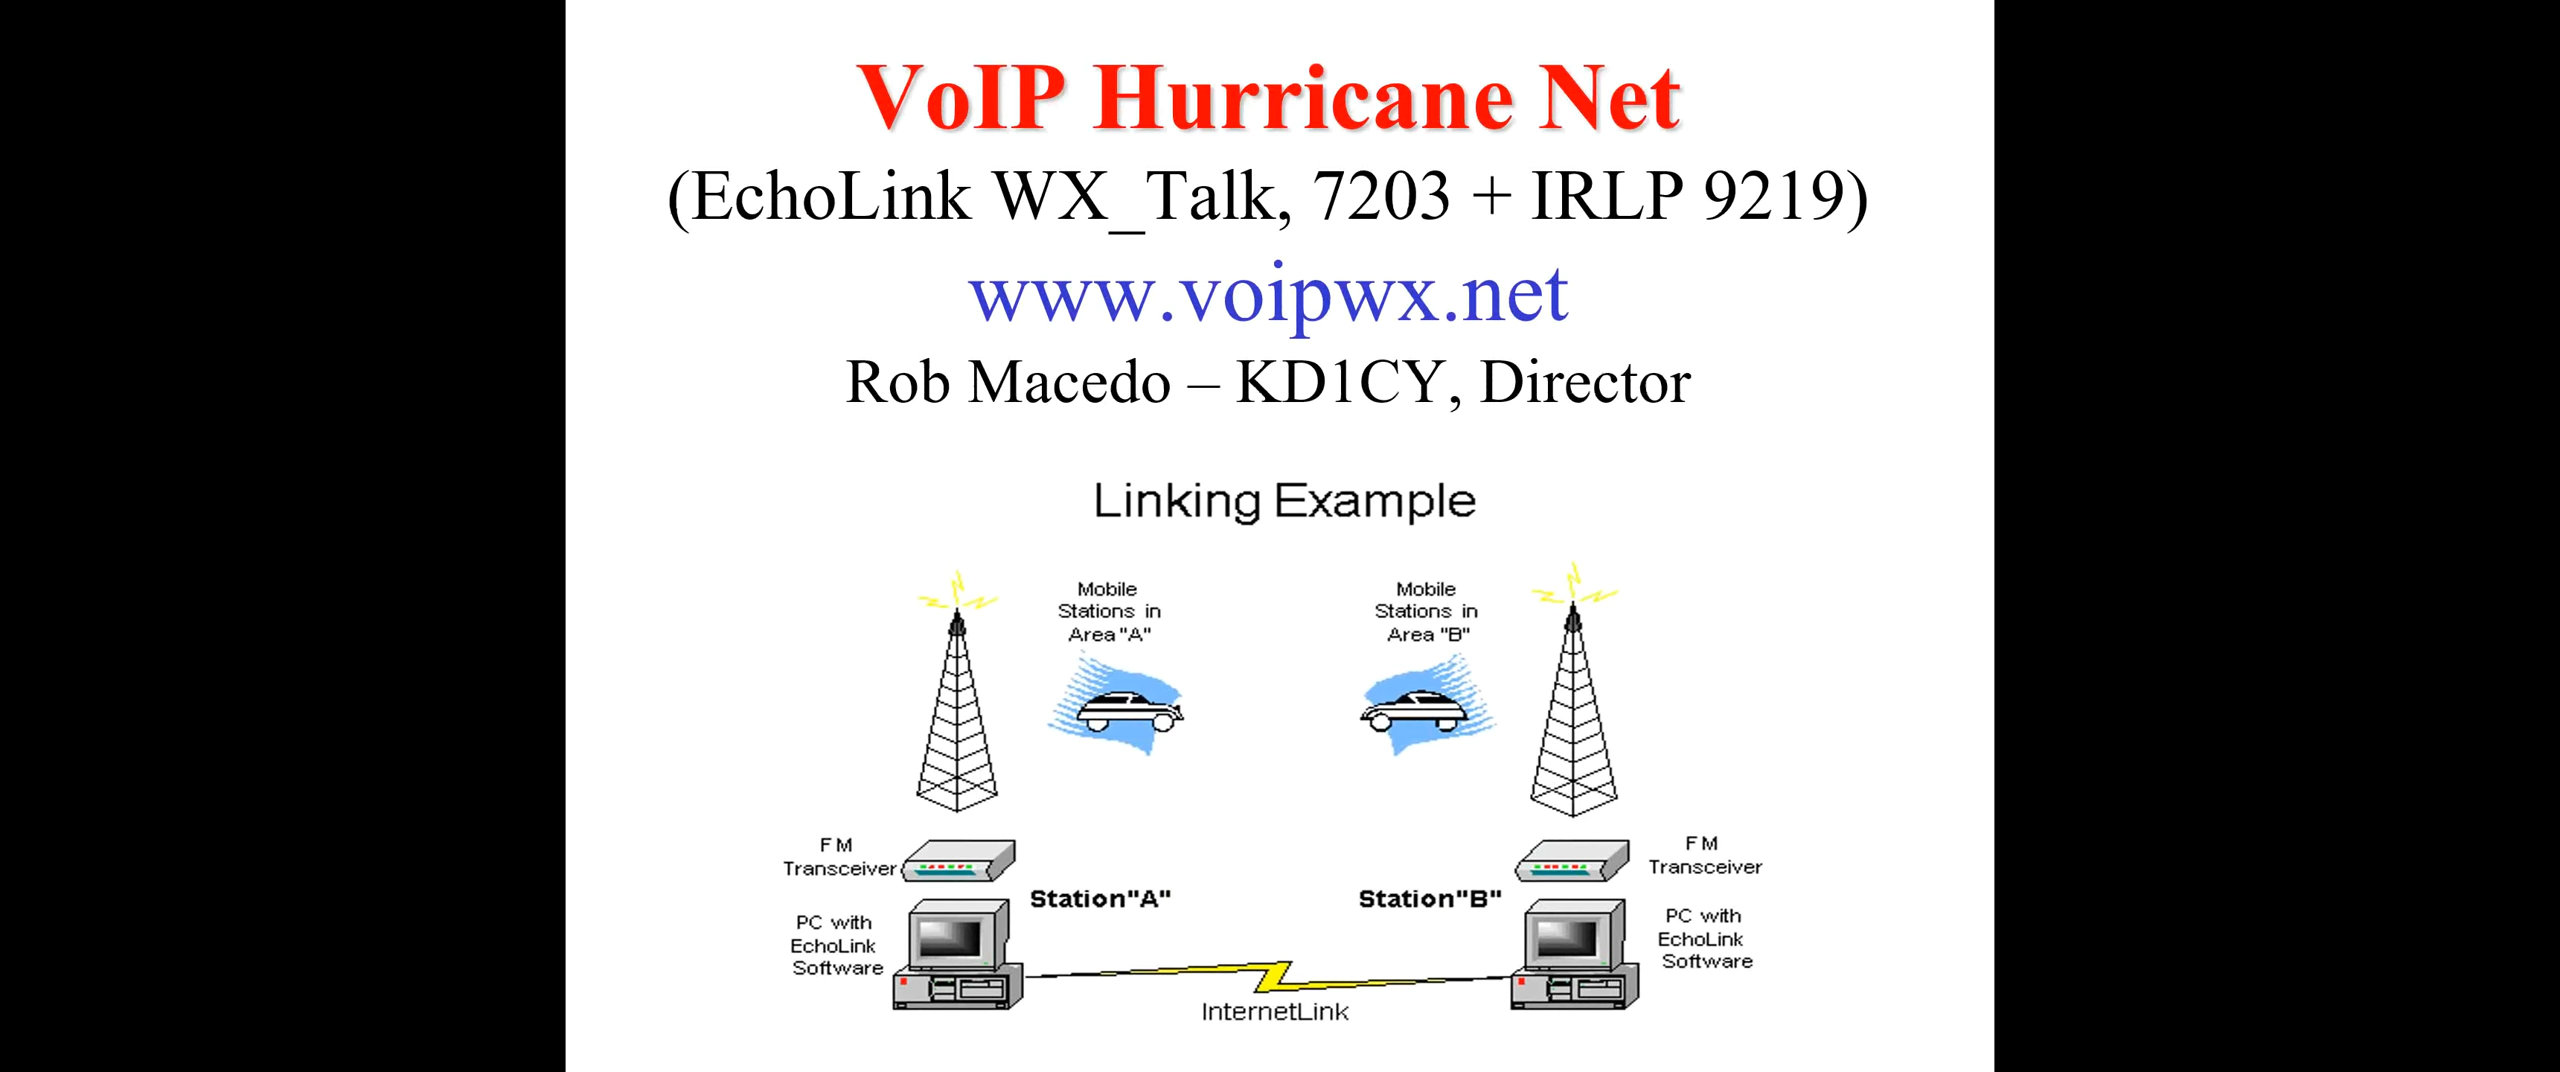 VoIP Hurricane Net
(EchoLink WX_Talk, 7203 + IRLP 9219)
www.voipwx.net
Rob Macedo – KD1CY, Director
Linking Example
Mobile
Stations in
Area "A"
Mobile
Stations in
Area "B"
FM
Transceiver
FM
Transceiver
Station"A"
Station"B"
PC with
EchoLink
Software
PC with
EchoLink
Software
InternetLink